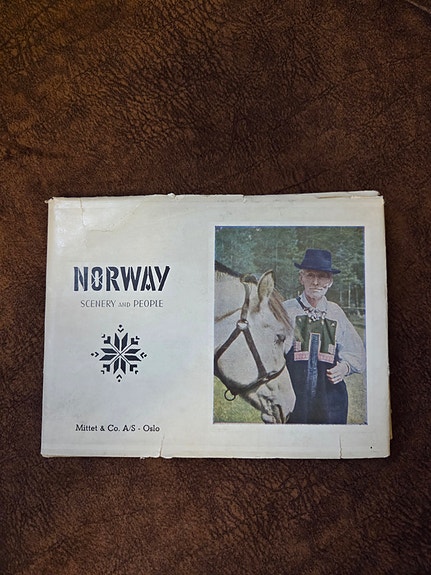 NORWAY
SCENERY AND PEOPLE
Mittet & Co. A/S - Oslo